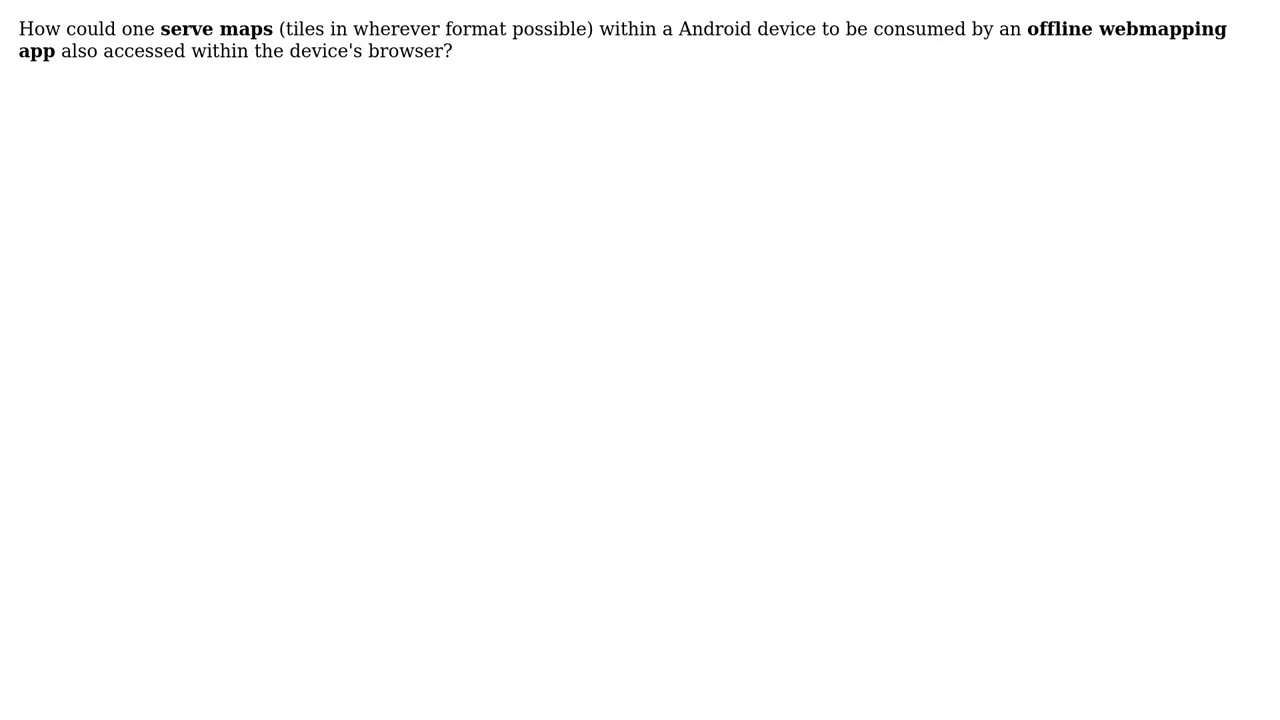 How could one serve maps (tiles in wherever format possible) within a Android device to be consumed by an offline webmapping
app also accessed within the device's browser?